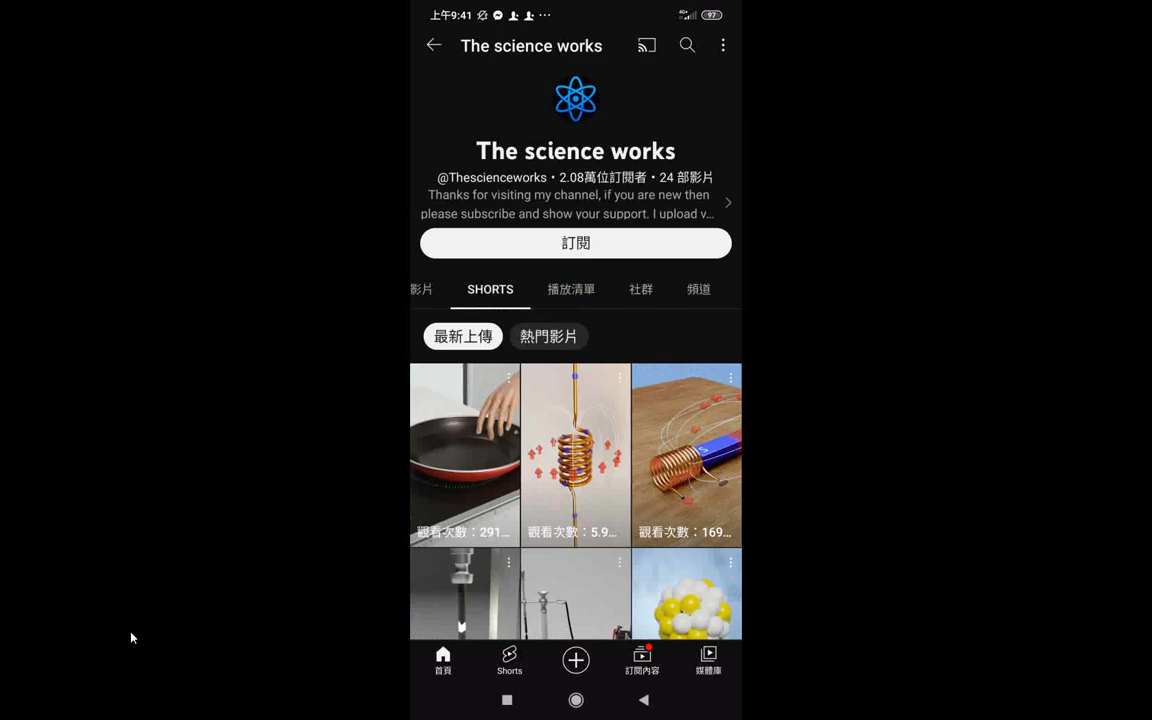 上午9:41 4G+ 97
The science works
The science works
@Thescienceworks・2.08萬位訂閱者・24 部影片
Thanks for visiting my channel, if you are new then
please subscribe and show your support. I upload v...
訂閱
影片 SHORTS 播放清單 社群 頻道
最新上傳 熱門影片
觀看次數：291... 觀看次數：5.9... 觀看次數：169...
首頁 Shorts 訂閱內容 媒體庫